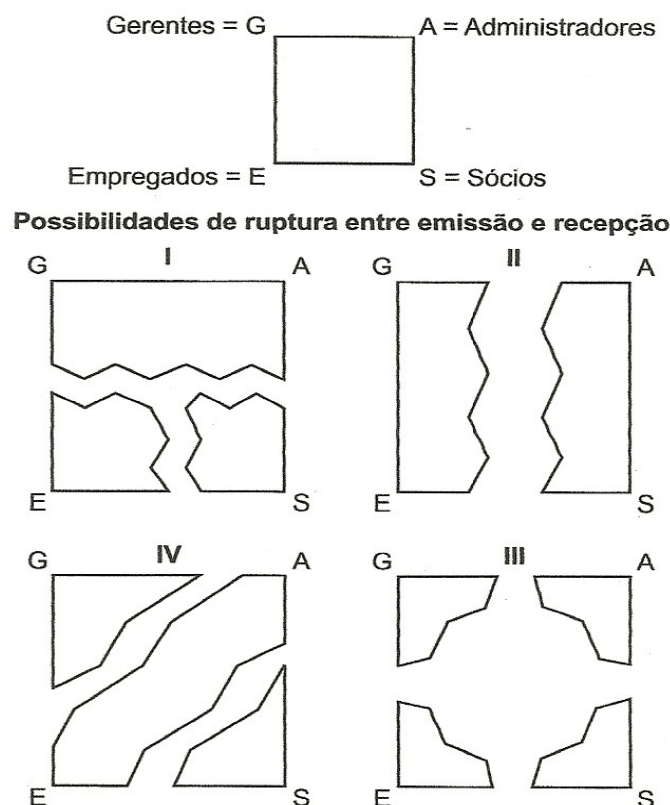 Gerentes = G A = Administradores
Empregados = E S = Sócios
Possibilidades de ruptura entre emissão e recepção
G I A G II A
E S E S
G IV A G III A
E S E S